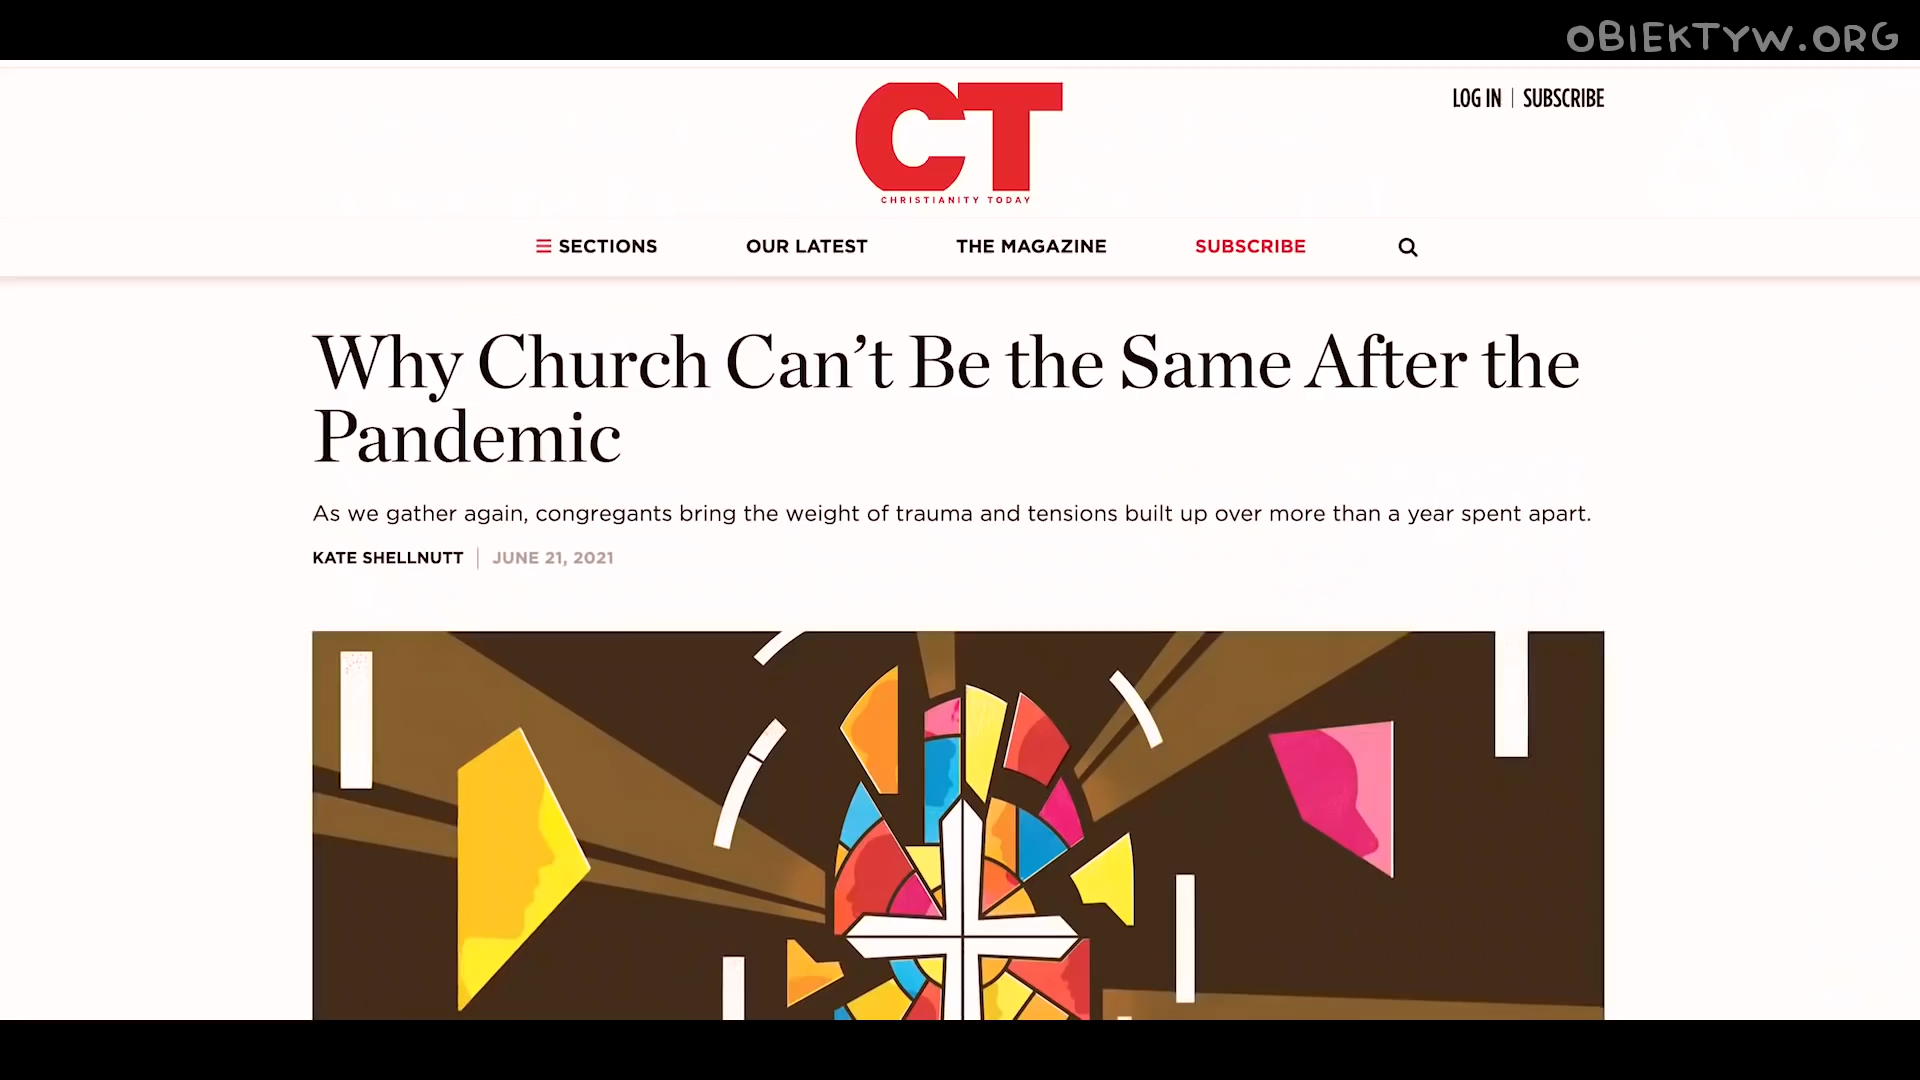 OBIEKTYW.ORG
CT
CHRISTIANITY TODAY
LOG IN | SUBSCRIBE
SECTIONS
OUR LATEST
THE MAGAZINE
SUBSCRIBE
Why Church Can’t Be the Same After the
Pandemic
As we gather again, congregants bring the weight of trauma and tensions built up over more than a year spent apart.
KATE SHELLNUTT | JUNE 21, 2021